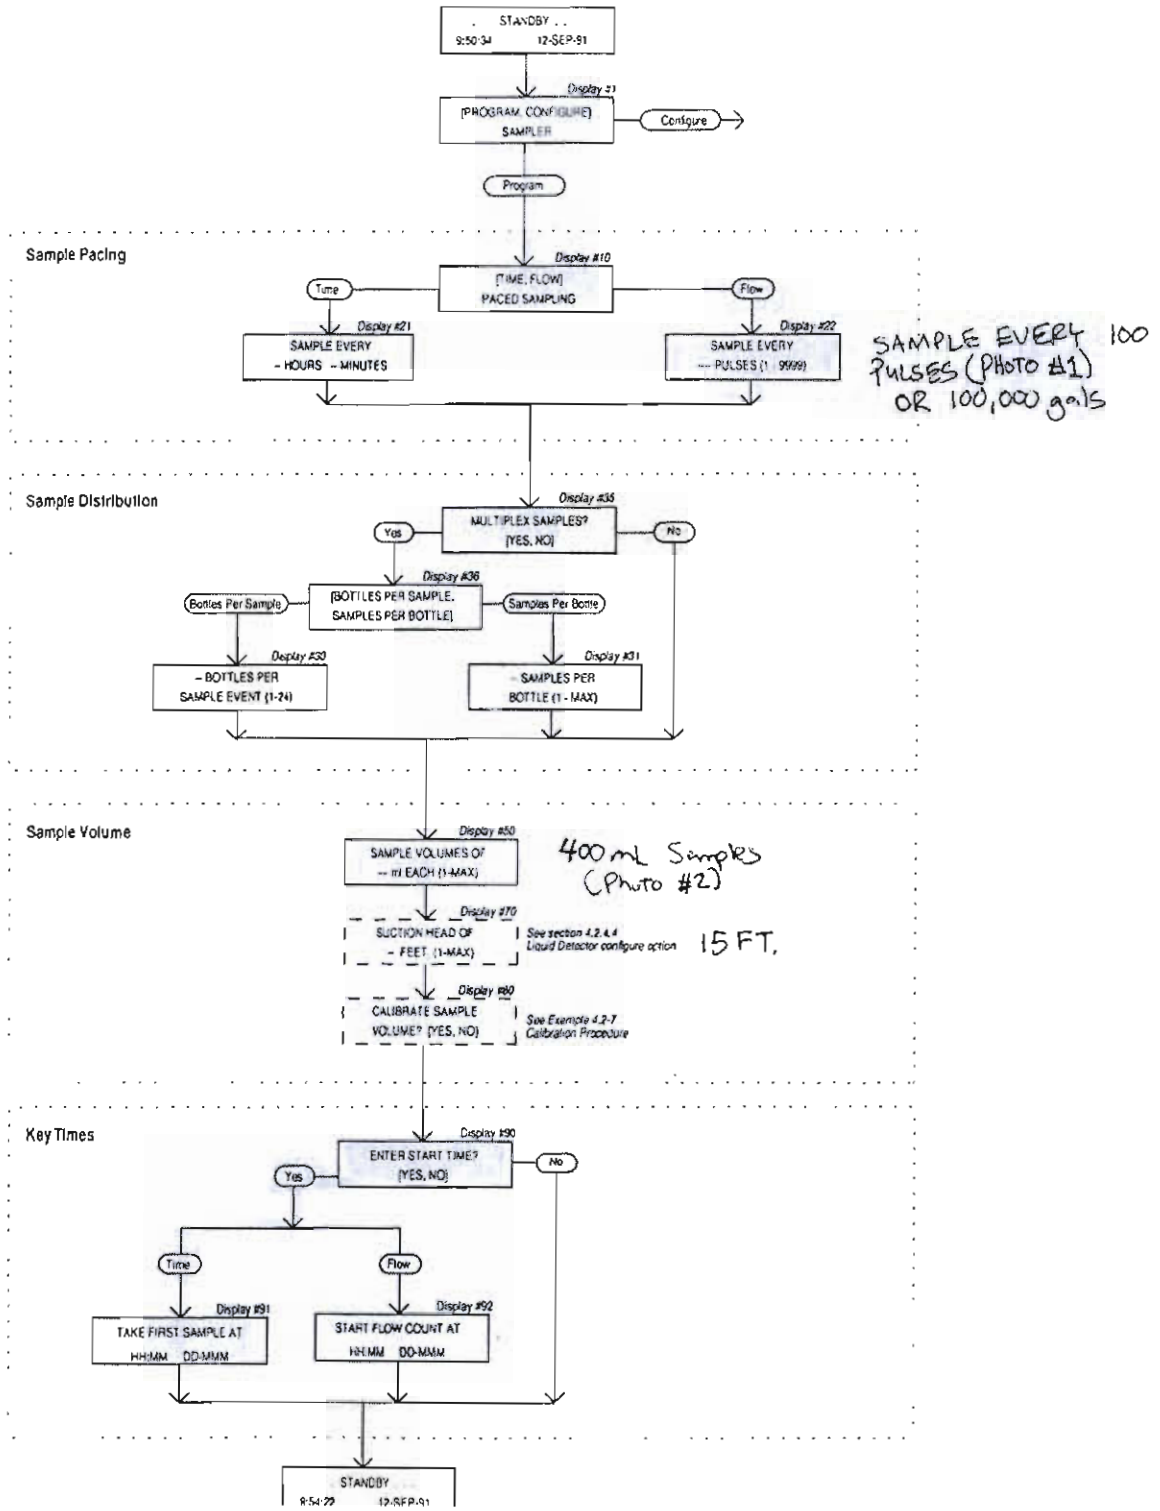 . STANDBY . .
9:50:34 12-SEP-91
Display #1
[PROGRAM, CONFIGURE]
SAMPLER
Configure
Program
Sample Pacing
Display #10
[TIME, FLOW]
PACED SAMPLING
Time
Flow
Display #21
SAMPLE EVERY
- HOURS -- MINUTES
Display #22
SAMPLE EVERY
---- PULSES (1 - 9999)
SAMPLE EVERY 100
PULSES (PHOTO #1)
OR 100,000 gals
Sample Distribution
Display #35
MULTIPLEX SAMPLES?
[YES, NO]
Yes
No
Display #36
[BOTTLES PER SAMPLE,
SAMPLES PER BOTTLE]
Bottles Per Sample
Samples Per Bottle
Display #30
-- BOTTLES PER
SAMPLE EVENT (1-24)
Display #31
- SAMPLES PER
BOTTLE (1 - MAX)
Sample Volume
Display #50
SAMPLE VOLUMES OF
--- ml EACH (1-MAX)
400 mL Samples
(Photo #2)
Display #70
SUCTION HEAD OF
-- FEET (1-MAX)
See section 4.2.4.4
Liquid Detector configure option
15 FT.
Display #80
CALIBRATE SAMPLE
VOLUME? [YES, NO]
See Example 4.2-7
Calibration Procedure
Key Times
Display #90
ENTER START TIME?
[YES, NO]
Yes
No
Time
Flow
Display #91
TAKE FIRST SAMPLE AT
HH:MM DD-MMM
Display #92
START FLOW COUNT AT
HH:MM DD-MMM
. STANDBY . .
8:54:22 12-SEP-91